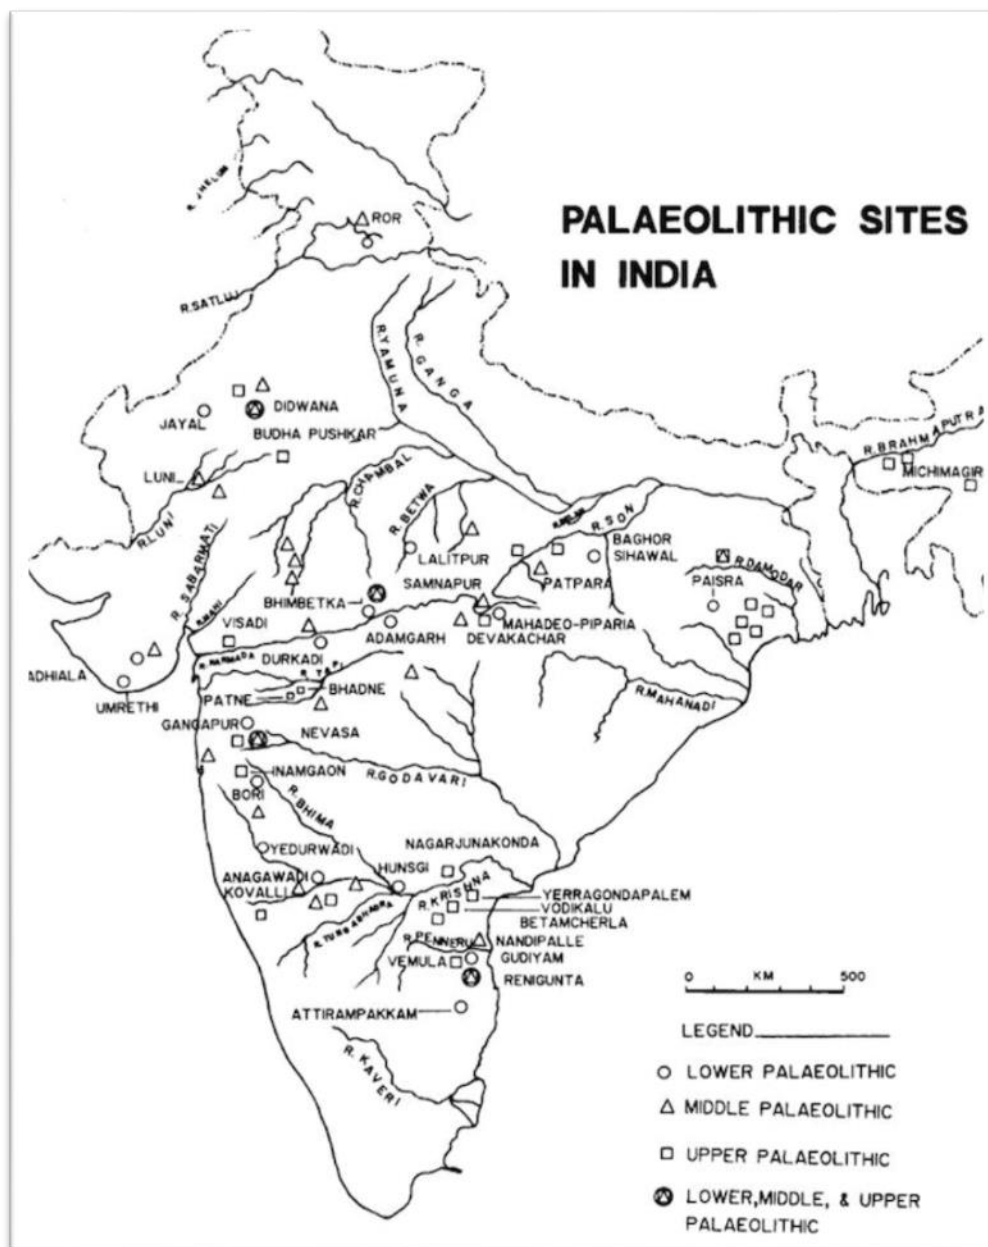 PALAEOLITHIC SITES
IN INDIA
R. JHELUM
ROR
R.SATLUJ
R.YAMUNA
R. GANGA
DIDWANA
JAYAL
BUDHA PUSHKAR
R.BRAHMAPUTRA
MICHIMAGIR
LUNI
R.CHAMBAL
R.LUNI
R. BETWA
R. SON
R. SABARMATI
LALITPUR
BAGHOR
SIHAWAL
R.DAMODAR
SAMNAPUR
PATPARA
PAISRA
BHIMBETKA
R.MAHI
VISADI
ADAMGARH
MAHADEO-PIPARIA
DEVAKACHAR
R.NARMADA
DURKADI
ADHIALA
R. TAPI
BHADNE
UMRETHI
PATNE
R.MAHANADI
GANGAPUR
NEVASA
INAMGAON
R.GODAVARI
BORI
R.BHIMA
YEDURWADI
NAGARJUNAKONDA
ANAGAWADI
HUNSGI
KOVALLI
R.KRISHNA
YERRAGONDAPALEM
VODIKALU
BETAMCHERLA
R.TUNGABHADRA
R.PENNERU
NANDIPALLE
VEMULA
GUDIYAM
RENIGUNTA
ATTIRAMPAKKAM
R. KAVERI
0 KM 500
LEGEND
LOWER PALAEOLITHIC
MIDDLE PALAEOLITHIC
UPPER PALAEOLITHIC
LOWER,MIDDLE, & UPPER
PALAEOLITHIC